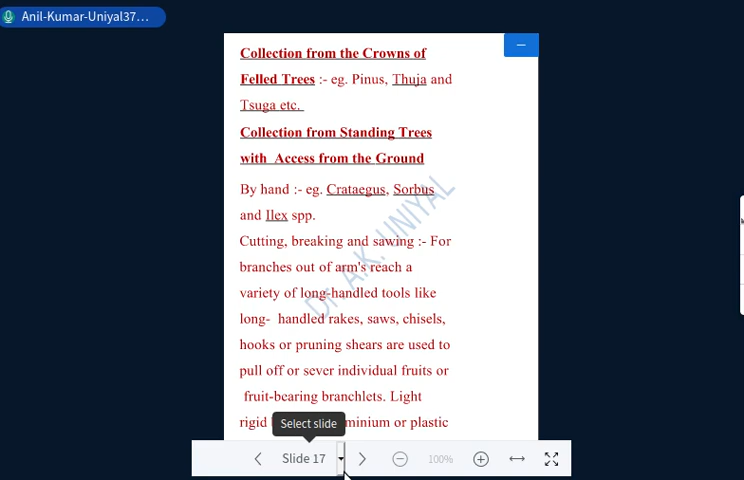 Anil-Kumar-Uniyal37...
Collection from the Crowns of
Felled Trees :- eg. Pinus, Thuja and
Tsuga etc.
Collection from Standing Trees
with Access from the Ground
By hand :- eg. Crataegus, Sorbus
and Ilex spp.
Cutting, breaking and sawing :- For
branches out of arm's reach a
variety of long-handled tools like
long- handled rakes, saws, chisels,
hooks or pruning shears are used to
pull off or sever individual fruits or
fruit-bearing branchlets. Light
rigid minium or plastic
Dr. A.K. UNIYAL
Select slide
Slide 17
100%